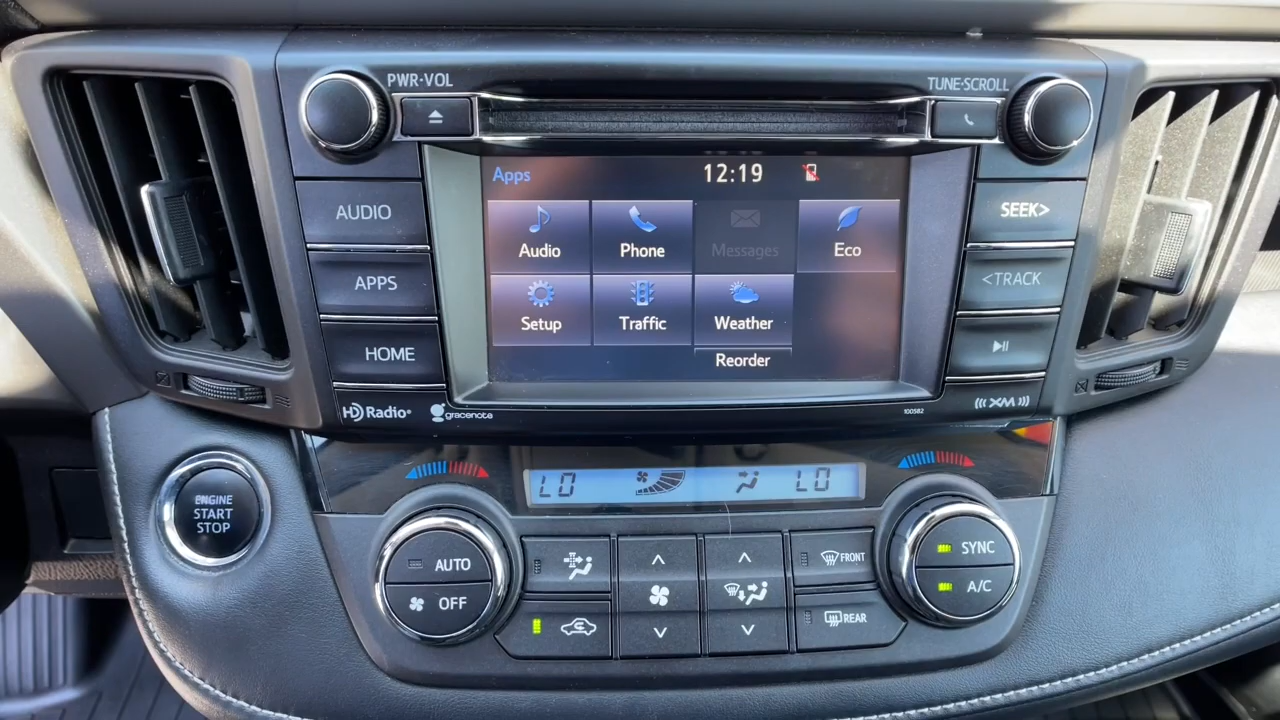 PWR•VOL
TUNE•SCROLL
AUDIO
APPS
HOME
Apps
12:19
Audio
Phone
Messages
Eco
Setup
Traffic
Weather
Reorder
SEEK>
<TRACK
HD Radio®
gracenote
100582
((( XM )))
LO
LO
ENGINE
START
STOP
AUTO
OFF
FRONT
REAR
SYNC
A/C